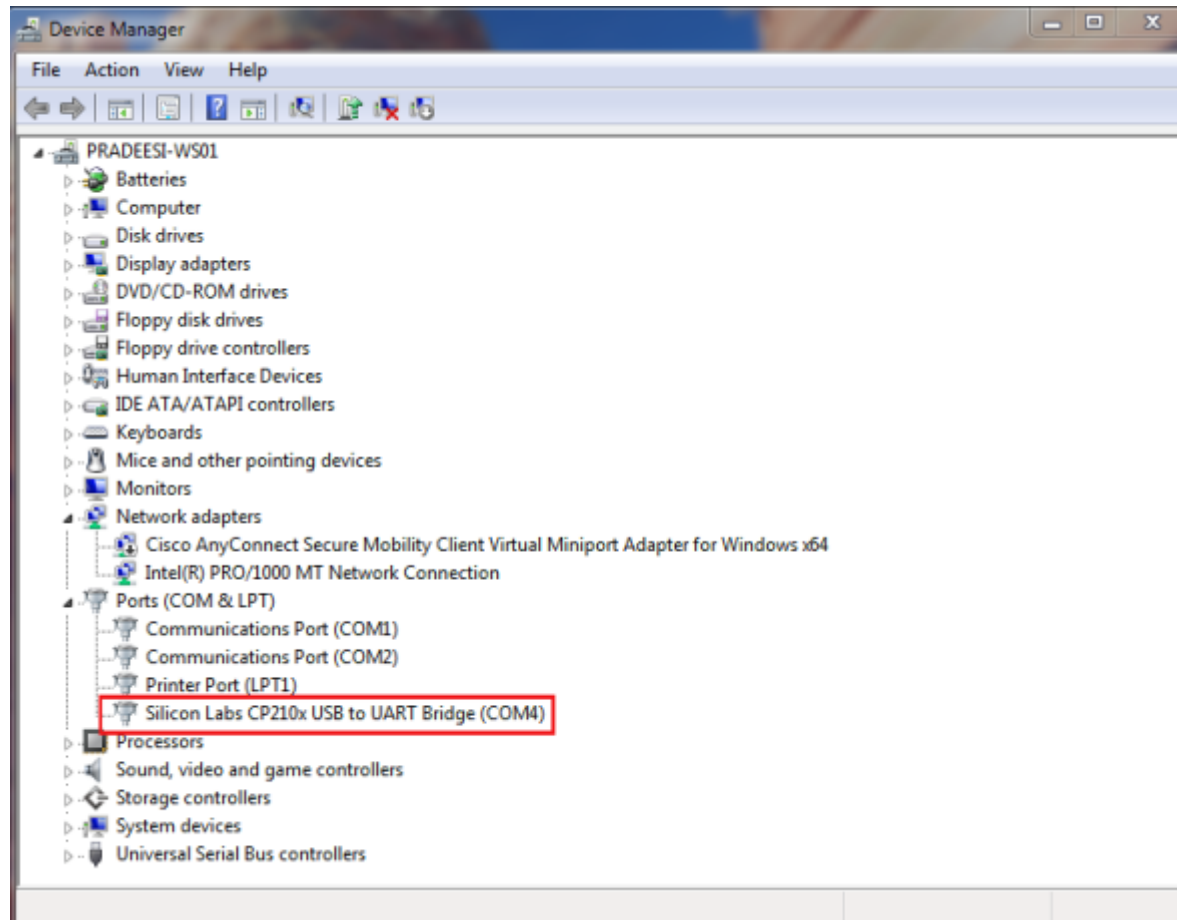 Device Manager
File Action View Help
PRADEESI-WS01
Batteries
Computer
Disk drives
Display adapters
DVD/CD-ROM drives
Floppy disk drives
Floppy drive controllers
Human Interface Devices
IDE ATA/ATAPI controllers
Keyboards
Mice and other pointing devices
Monitors
Network adapters
Cisco AnyConnect Secure Mobility Client Virtual Miniport Adapter for Windows x64
Intel(R) PRO/1000 MT Network Connection
Ports (COM & LPT)
Communications Port (COM1)
Communications Port (COM2)
Printer Port (LPT1)
Silicon Labs CP210x USB to UART Bridge (COM4)
Processors
Sound, video and game controllers
Storage controllers
System devices
Universal Serial Bus controllers